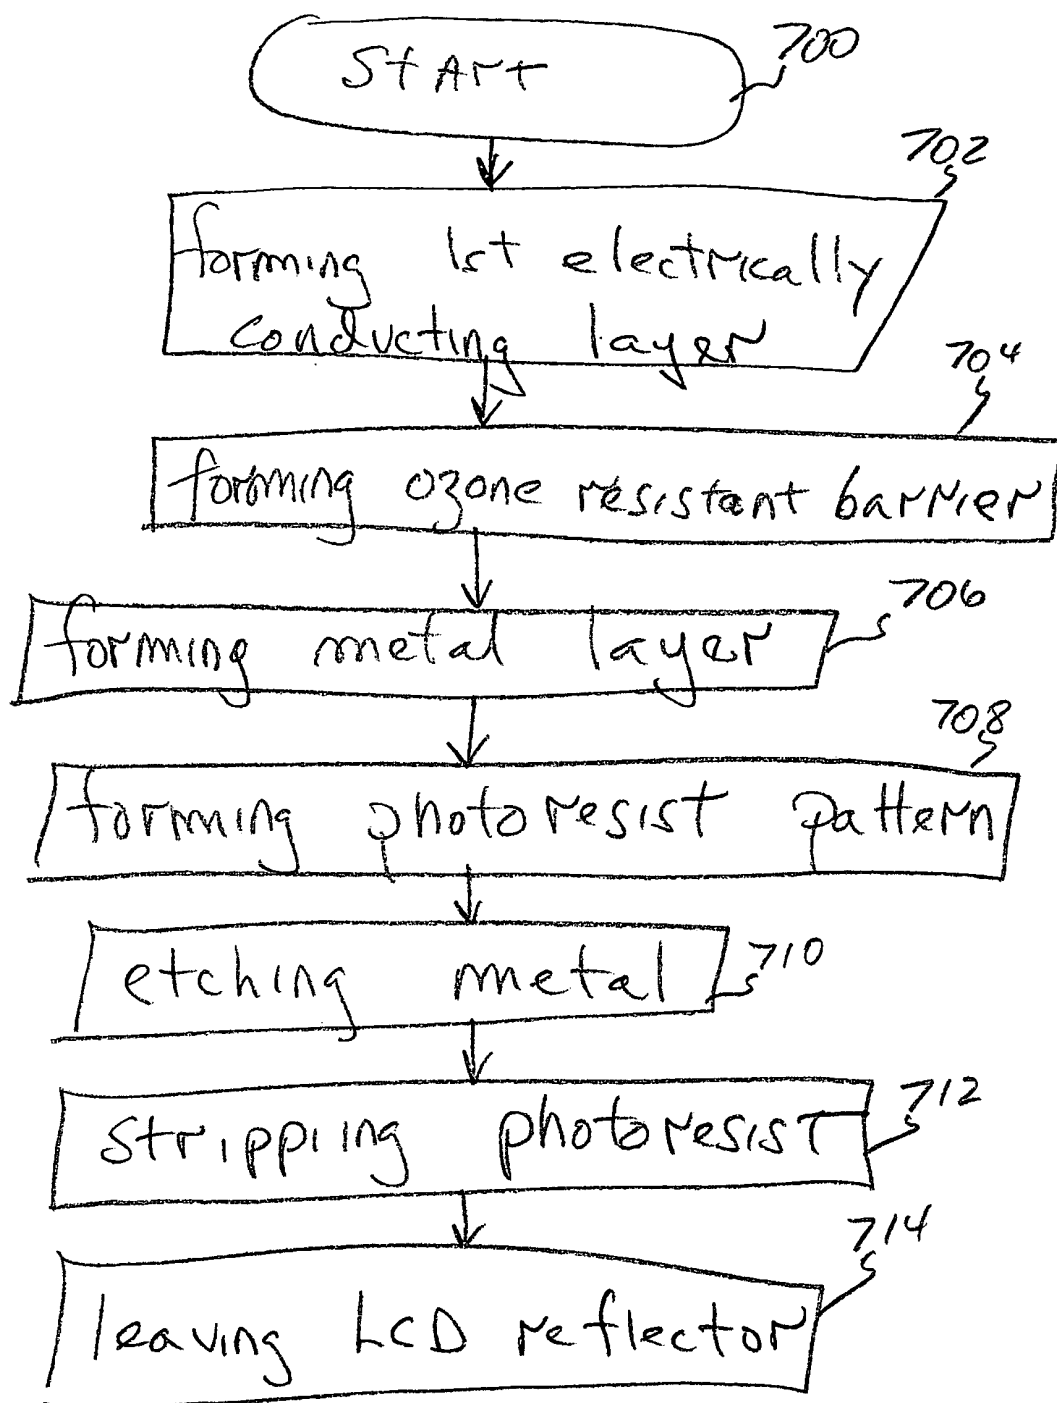 START
700
702
forming 1st electrically
conducting layer
704
forming ozone resistant barrier
706
forming metal layer
708
forming photoresist pattern
etching metal
710
stripping photoresist
712
714
leaving LCD reflector